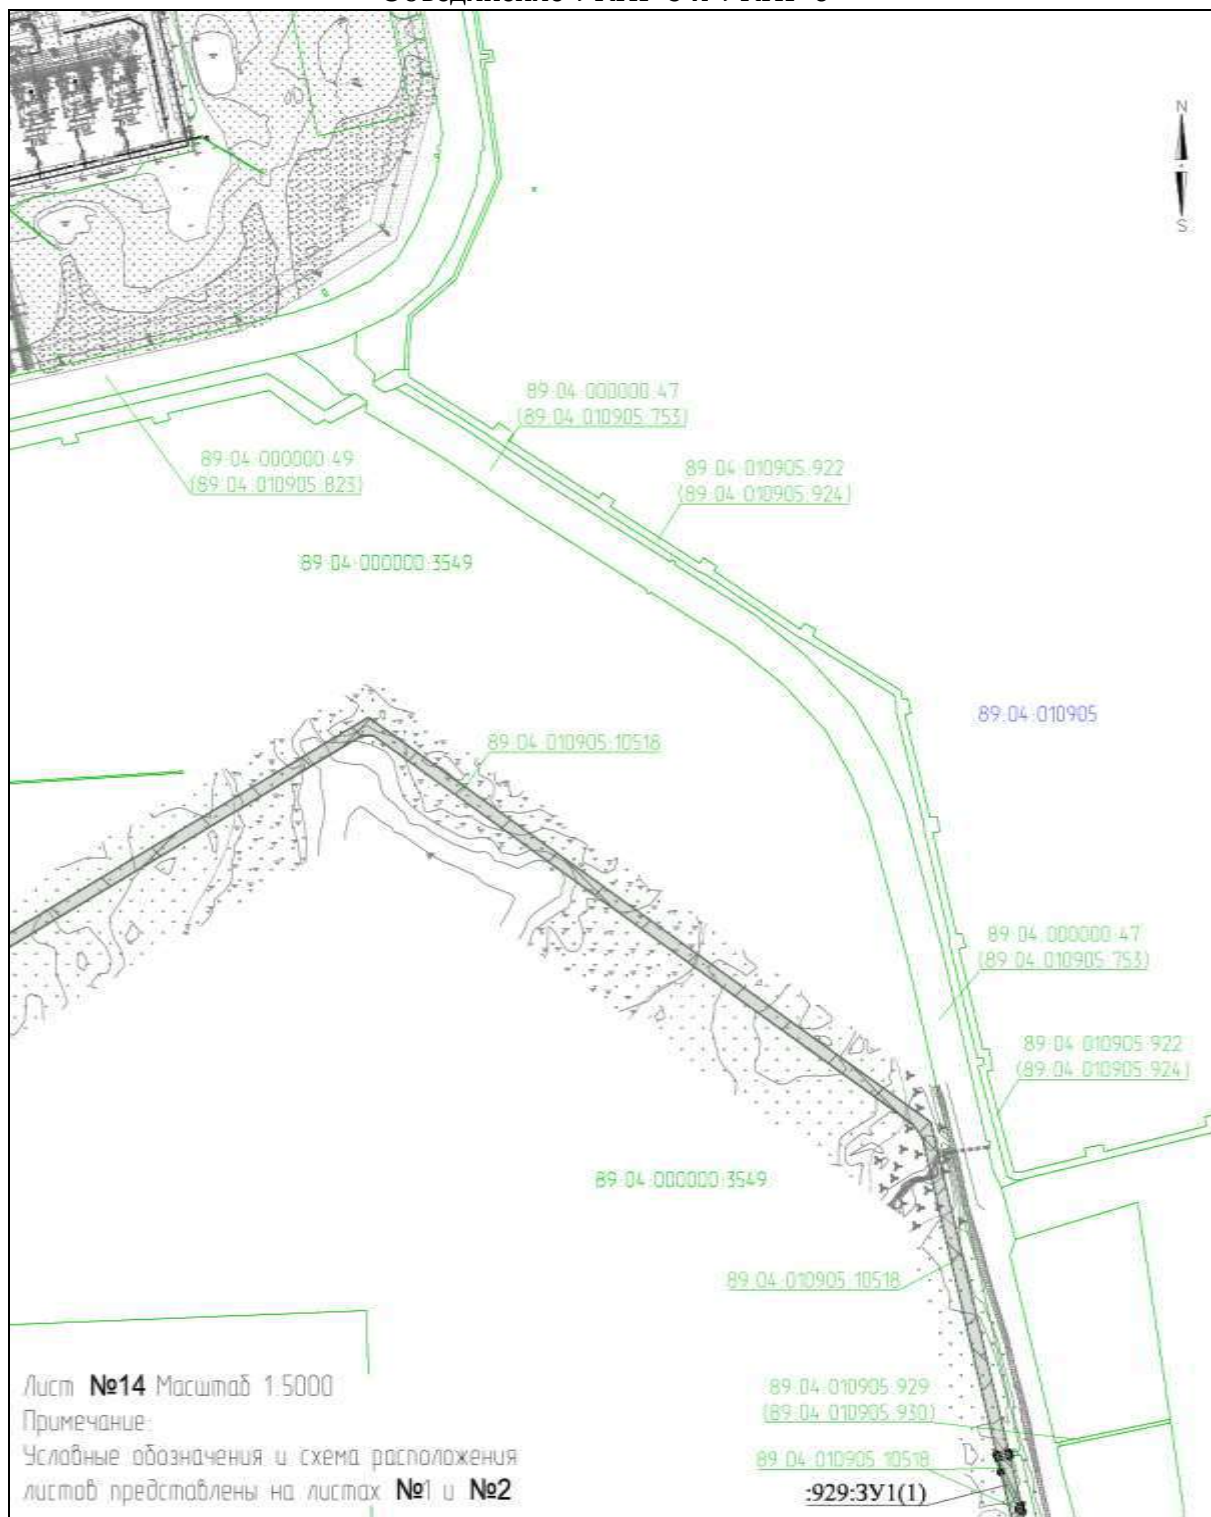 N
S
89:04:000000:47
(89:04:010905:753)
89:04:000000:49
(89:04:010905:823)
89:04:010905:922
(89:04:010905:924)
89:04:000000:3549
89:04:010905
89:04:010905:10518
89:04:000000:47
(89:04:010905:753)
89:04:010905:922
(89:04:010905:924)
89:04:000000:3549
89:04:010905:10518
89:04:010905:929
(89:04:010905:930)
89:04:010905:10518
:929:ЗУ1(1)
Лист №14 Масштаб 1:5000
Примечание:
Условные обозначения и схема расположения
листов представлены на листах №1 и №2